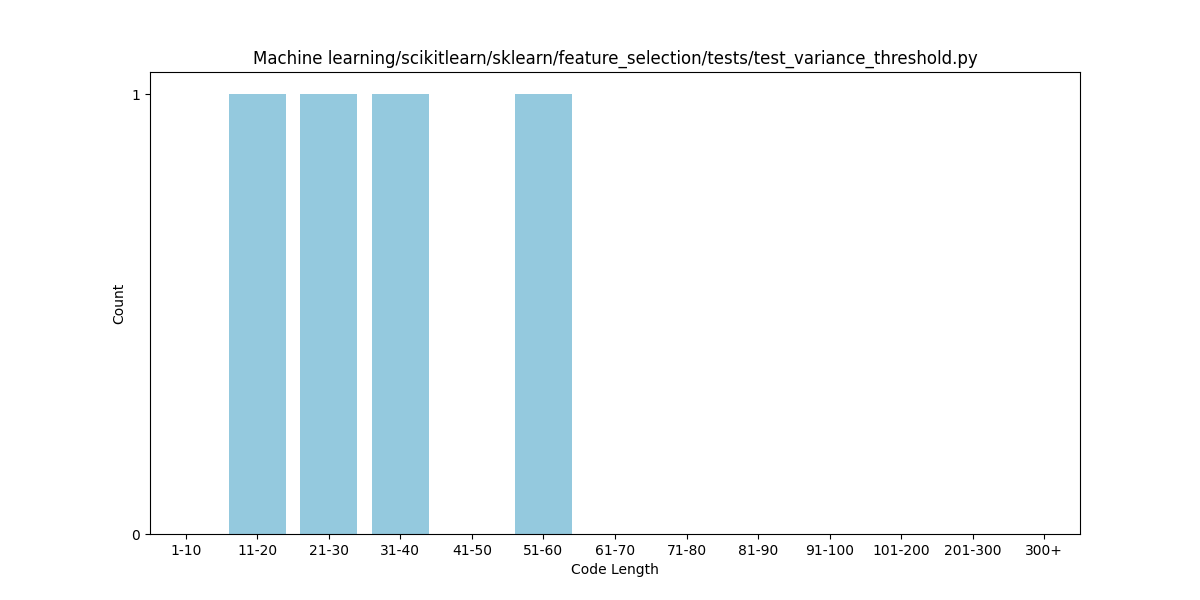 Machine learning/scikitlearn/sklearn/feature_selection/tests/test_variance_threshold.py
1
Count
0
1-10 11-20 21-30 31-40 41-50 51-60 61-70 71-80 81-90 91-100 101-200 201-300 300+
Code Length